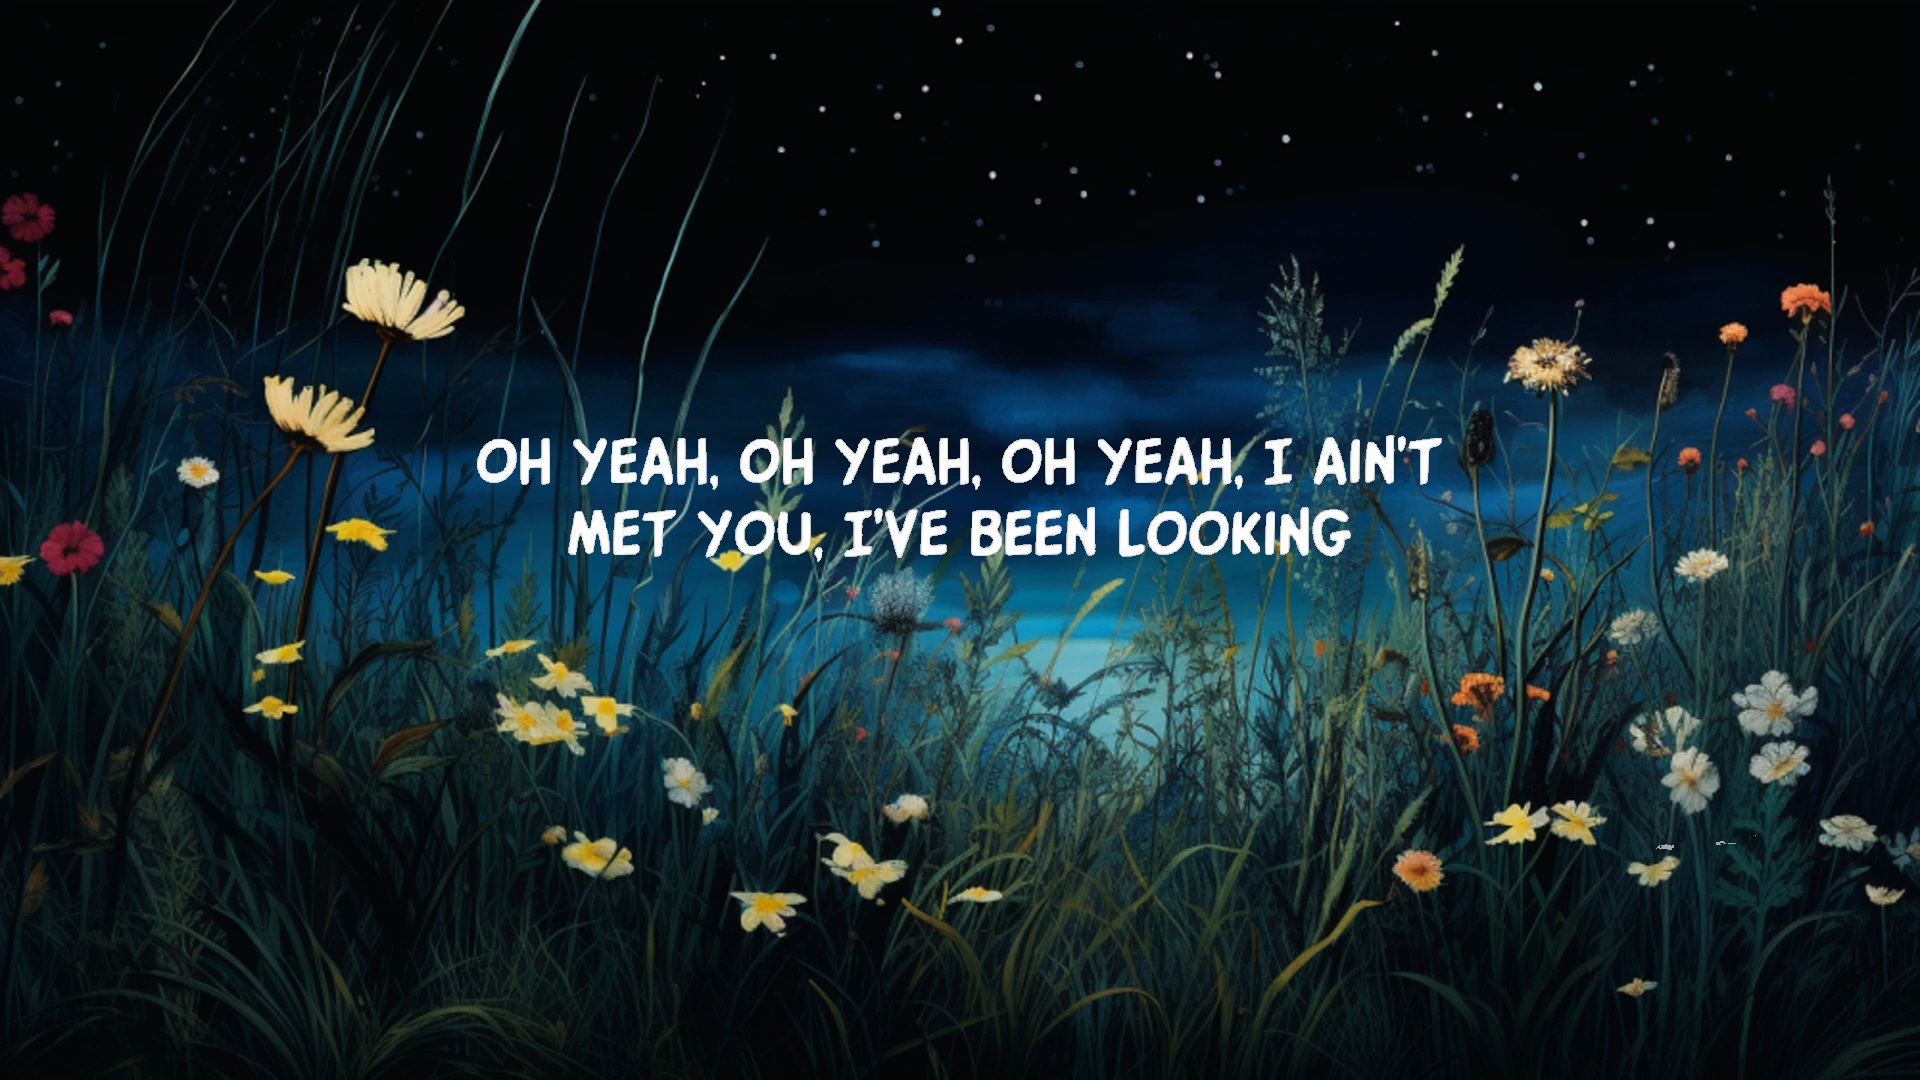 OH YEAH, OH YEAH, OH YEAH, I AIN'T
MET YOU, I'VE BEEN LOOKING